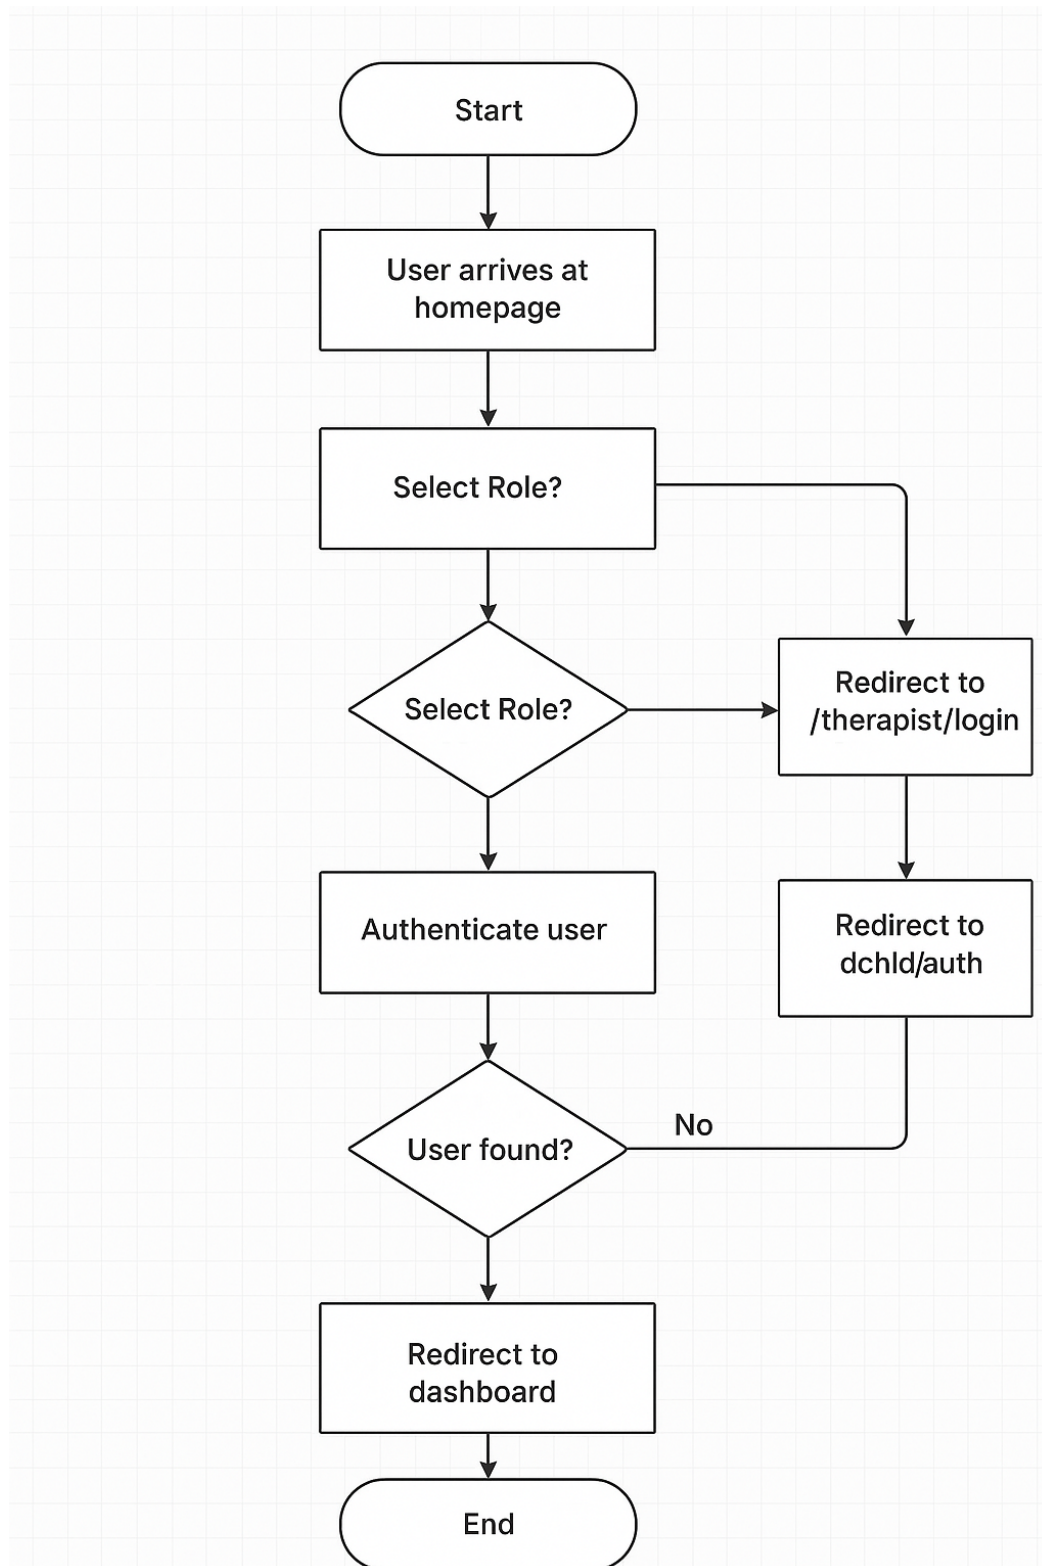 Start
User arrives at
homepage
Select Role?
Select Role?
Redirect to
/therapist/login
Authenticate user
Redirect to
dchld/auth
No
User found?
Redirect to
dashboard
End